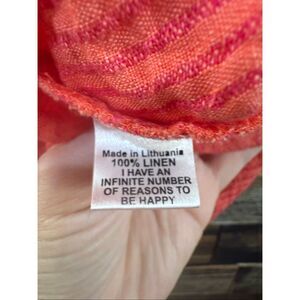 Made in Lithuania
100% LINEN
I HAVE AN
INFINITE NUMBER
OF REASONS TO
BE HAPPY